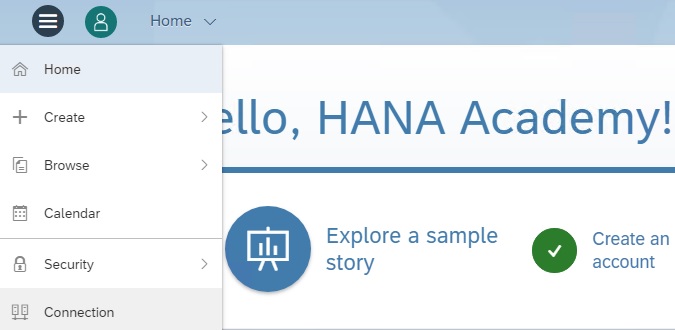 Home
Home
Create
Browse
Calendar
Security
Connection
ello, HANA Academy!
Explore a sample
story
Create an
account